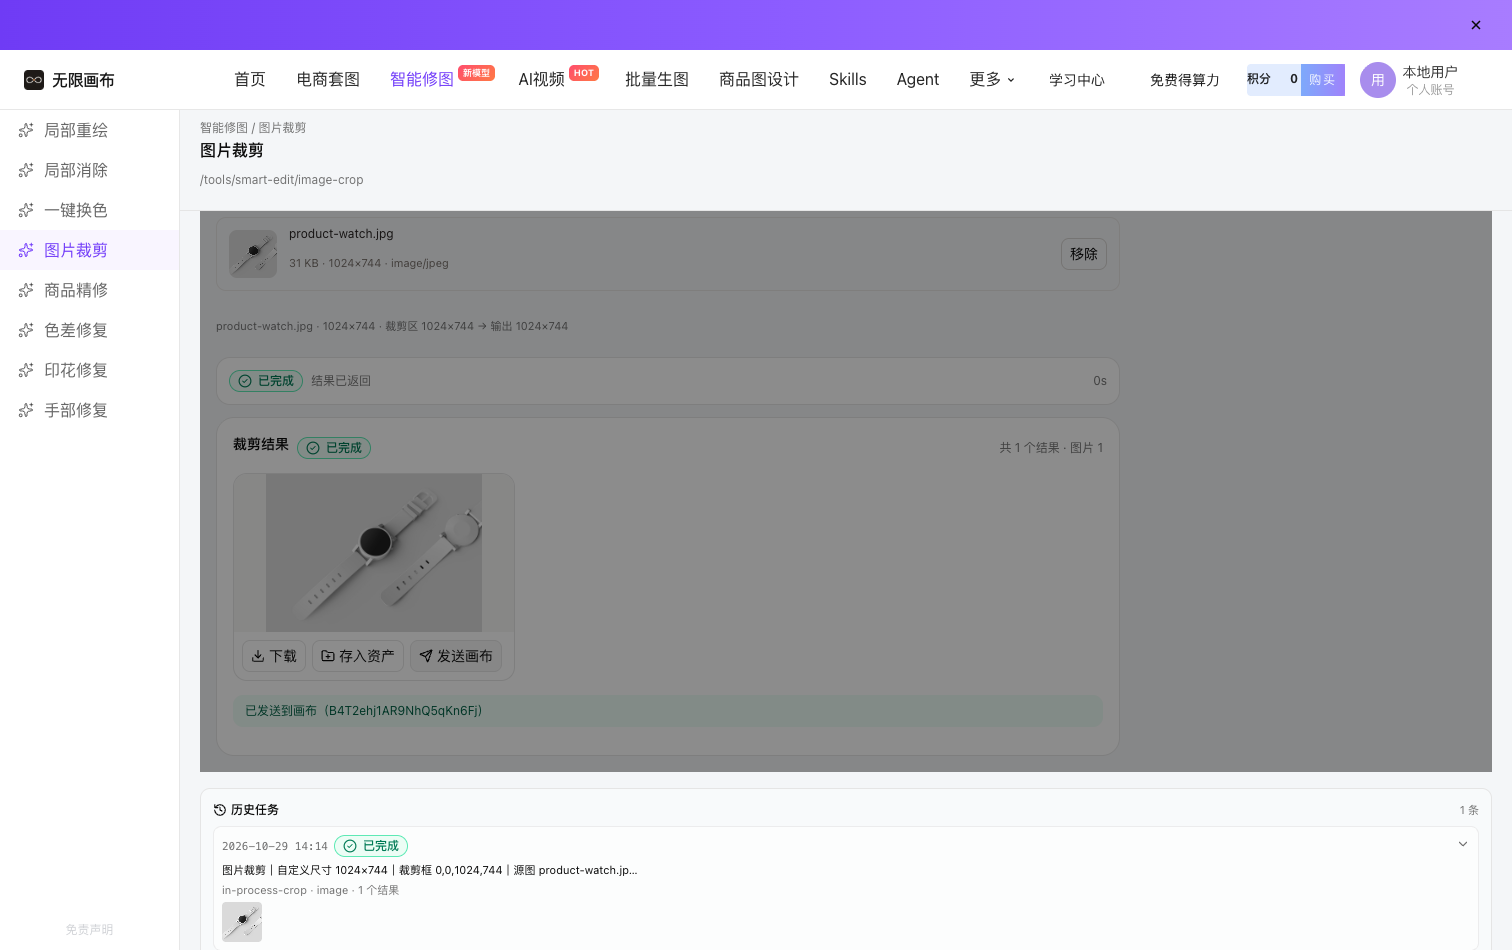 无限画布
首页 电商套图 智能修图 新模型 AI视频 HOT 批量生图 商品图设计 Skills Agent 更多 学习中心 免费得算力 积分 0 购买 用 本地用户
个人账号
局部重绘
局部消除
一键换色
图片裁剪
商品精修
色差修复
印花修复
手部修复
免责声明
智能修图 / 图片裁剪
图片裁剪
/tools/smart-edit/image-crop
product-watch.jpg
31 KB · 1024×744 · image/jpeg
移除
product-watch.jpg · 1024×744 · 裁剪区 1024×744 → 输出 1024×744
已完成 结果已返回 0s
裁剪结果 已完成 共 1 个结果 · 图片 1
下载 存入资产 发送画布
已发送到画布（B4T2ehj1AR9NhQ5qKn6Fj）
历史任务 1 条
2026-10-29 14:14 已完成
图片裁剪｜自定义尺寸 1024×744｜裁剪框 0,0,1024,744｜源图 product-watch.jp...
in-process-crop · image · 1 个结果